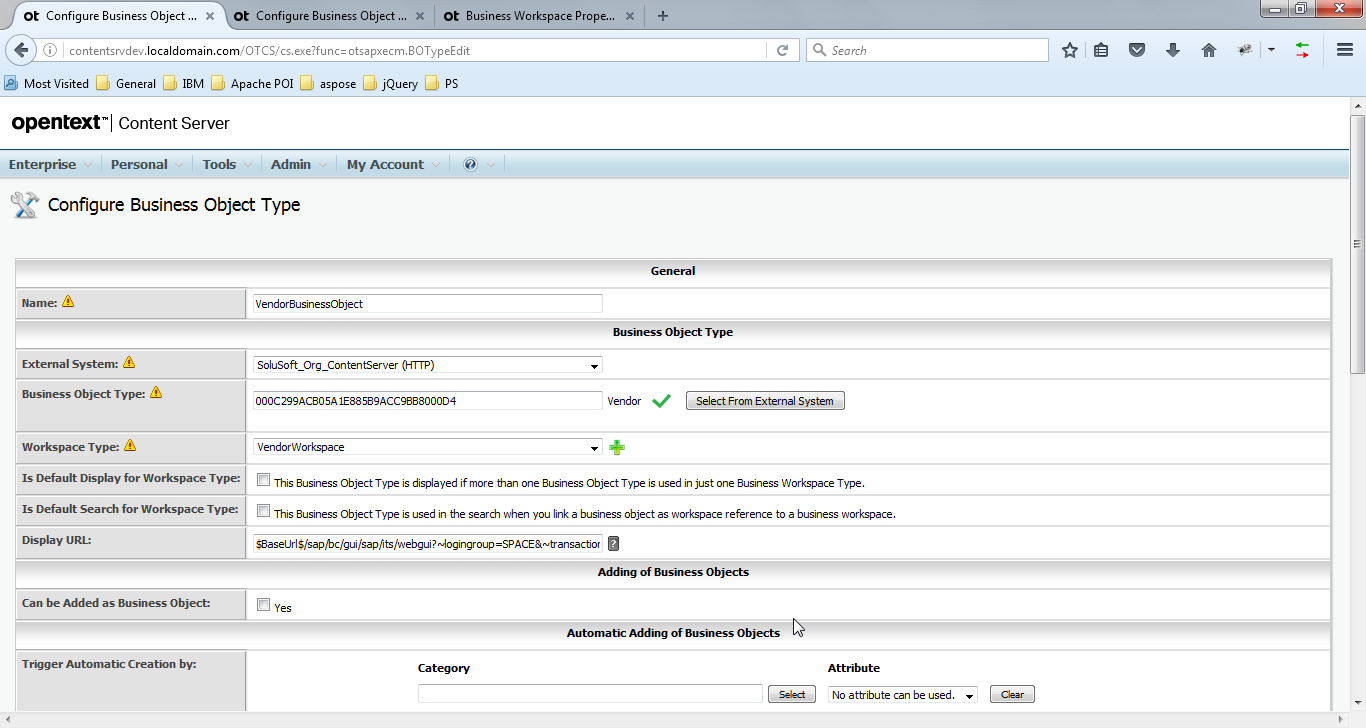 ot Configure Business Object ... × ot Configure Business Object ... × ot Business Workspace Prope... × +
contentsrvdev.localdomain.com/OTCS/cs.exe?func=otsapxecm.BOTypeEdit Search
Most Visited General IBM Apache POI aspose jQuery PS
opentext™ | Content Server
Enterprise Personal Tools Admin My Account ?
Configure Business Object Type
General
Name: VendorBusinessObject
Business Object Type
External System: SoluSoft_Org_ContentServer (HTTP)
Business Object Type: 000C299ACB05A1E885B9ACC9BB8000D4 Vendor Select From External System
Workspace Type: VendorWorkspace
Is Default Display for Workspace Type: This Business Object Type is displayed if more than one Business Object Type is used in just one Business Workspace Type.
Is Default Search for Workspace Type: This Business Object Type is used in the search when you link a business object as workspace reference to a business workspace.
Display URL: $BaseUrl$/sap/bc/gui/sap/its/webgui?~logingroup=SPACE&~transaction ?
Adding of Business Objects
Can be Added as Business Object: Yes
Automatic Adding of Business Objects
Trigger Automatic Creation by: Category Attribute
Select No attribute can be used. Clear